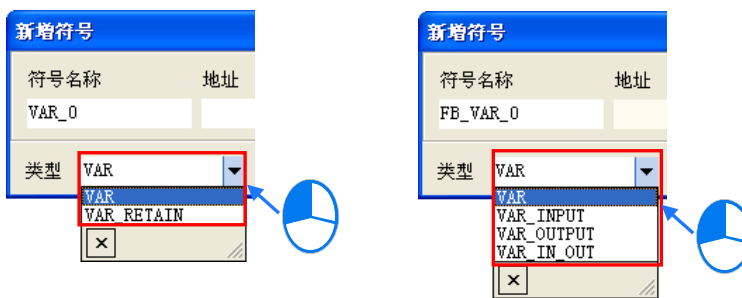 新增符号
符号名称 地址
VAR_0
类型 VAR
VAR
VAR_RETAIN
新增符号
符号名称 地址
FB_VAR_0
类型 VAR
VAR
VAR_INPUT
VAR_OUTPUT
VAR_IN_OUT